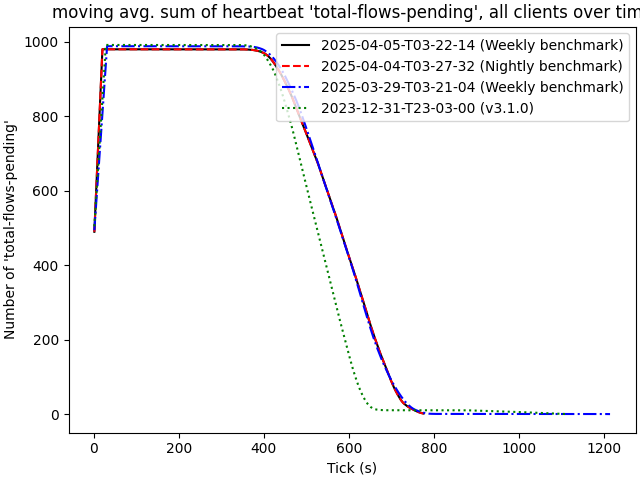 moving avg. sum of heartbeat 'total-flows-pending', all clients over tim
2025-04-05-T03-22-14 (Weekly benchmark)
2025-04-04-T03-27-32 (Nightly benchmark)
2025-03-29-T03-21-04 (Weekly benchmark)
2023-12-31-T23-03-00 (v3.1.0)
Number of 'total-flows-pending'
1000
800
600
400
200
0
0 200 400 600 800 1000 1200
Tick (s)